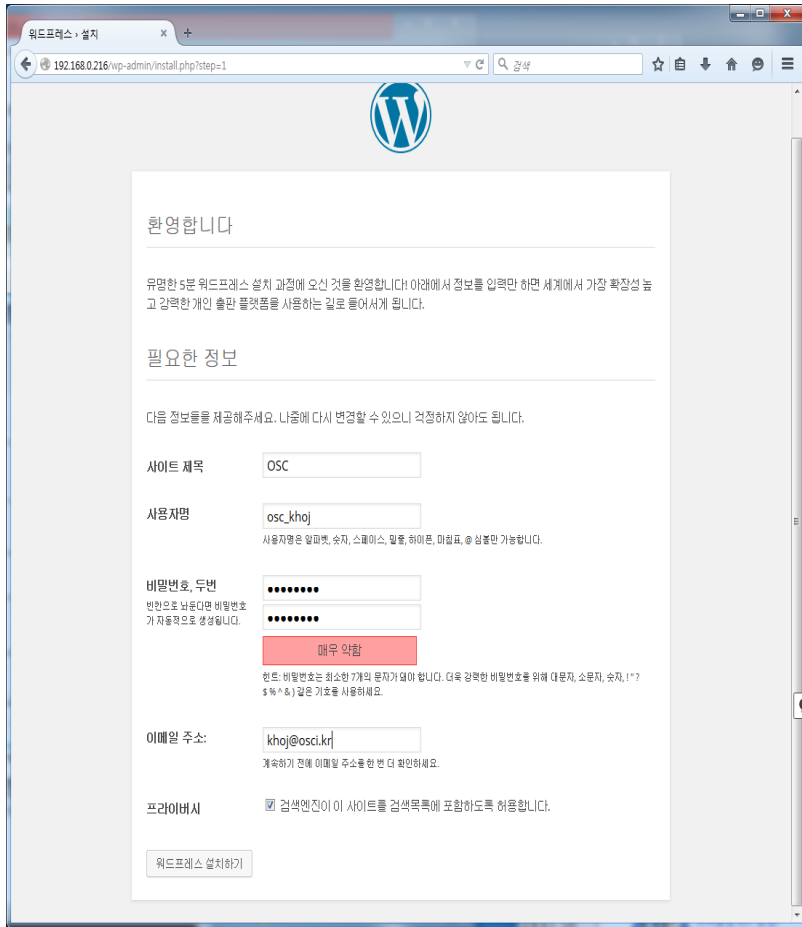 워드프레스 › 설치
192.168.0.216/wp-admin/install.php?step=1
검색
환영합니다
유명한 5분 워드프레스 설치 과정에 오신 것을 환영합니다! 아래에서 정보를 입력만 하면 세계에서 가장 확장성 높
고 강력한 개인 출판 플랫폼을 사용하는 길로 들어서게 됩니다.
필요한 정보
다음 정보들을 제공해주세요. 나중에 다시 변경할 수 있으니 걱정하지 않아도 됩니다.
사이트 제목
OSC
사용자명
osc_khoj
사용자명은 알파벳, 숫자, 스페이스, 밑줄, 하이픈, 마침표, @ 심볼만 가능합니다.
비밀번호, 두번
빈칸으로 놔둔다면 비밀번호
가 자동적으로 생성됩니다.
••••••••
••••••••
매우 약함
힌트: 비밀번호는 최소한 7개의 문자가 돼야 합니다. 더욱 강력한 비밀번호를 위해 대문자, 소문자, 숫자, ! " ?
$ % ^ & ) 같은 기호를 사용하세요.
이메일 주소:
khoj@osci.kr
계속하기 전에 이메일 주소를 한 번 더 확인하세요.
프라이버시
검색엔진이 이 사이트를 검색목록에 포함하도록 허용합니다.
워드프레스 설치하기